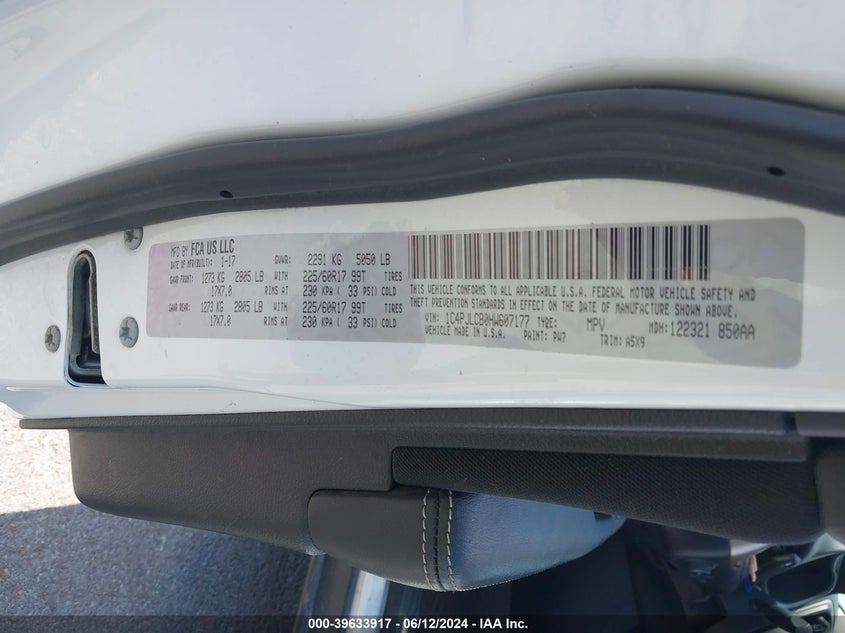 MFD BY FCA US LLC
DATE OF MFR(BUILT): 1-17 GVWR: 2291 KG 5050 LB
GAWR FRONT: 1273 KG 2805 LB WITH 225/60R17 99T TIRES
17X7.0 RIMS AT 230 KPA ( 33 PSI) COLD
GAWR REAR: 1273 KG 2805 LB WITH 225/60R17 99T TIRES
17X7.0 RIMS AT 230 KPA ( 33 PSI) COLD
THIS VEHICLE CONFORMS TO ALL APPLICABLE U.S.A. FEDERAL MOTOR VEHICLE SAFETY AND
THEFT PREVENTION STANDARDS IN EFFECT ON THE DATE OF MANUFACTURE SHOWN ABOVE.
VIN: 1C4PJLCB0HW607177 TYPE: MPV MDH: 122321 850AA
VEHICLE MADE IN U.S.A. PAINT: PW7 TRIM: A5X9
000-39633917 - 06/12/2024 - IAA Inc.